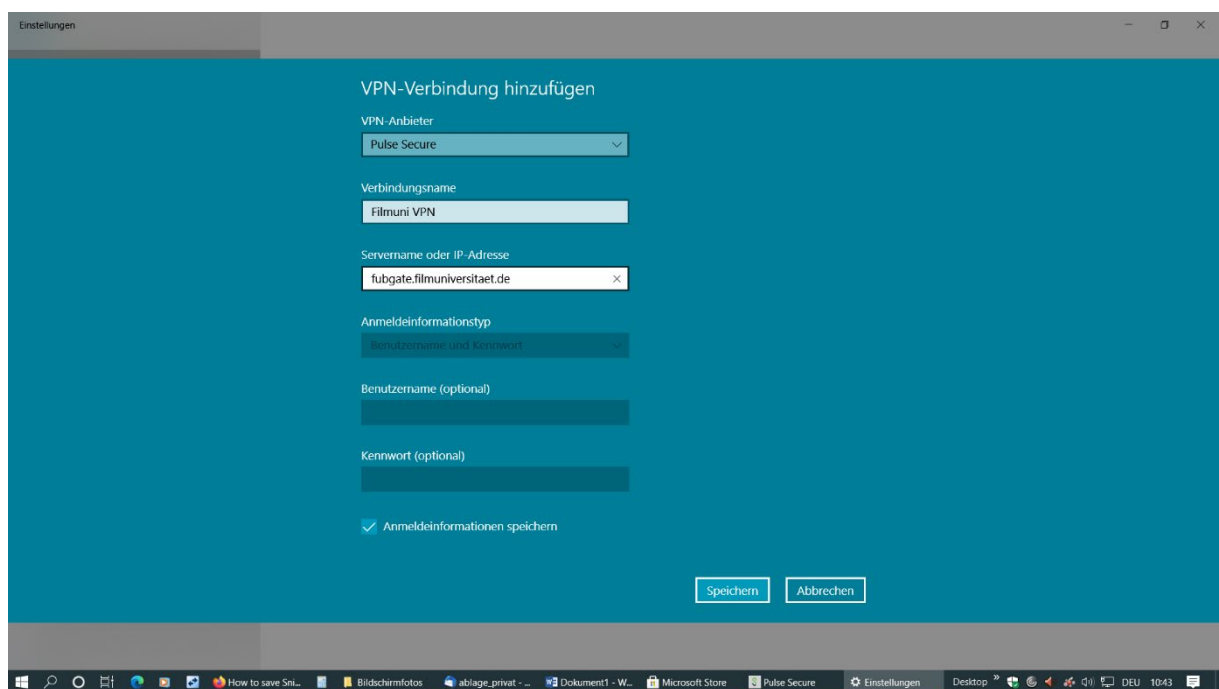 Einstellungen
VPN-Verbindung hinzufügen
VPN-Anbieter
Pulse Secure
Verbindungsname
Filmuni VPN
Servername oder IP-Adresse
fubgate.filmuniversitaet.de
Anmeldeinformationstyp
Benutzername und Kennwort
Benutzername (optional)
Kennwort (optional)
Anmeldeinformationen speichern
Speichern Abbrechen
How to save Sni... Bildschirmfotos ablage_privat - ... Dokument1 - W... Microsoft Store Pulse Secure Einstellungen Desktop » DEU 10:43